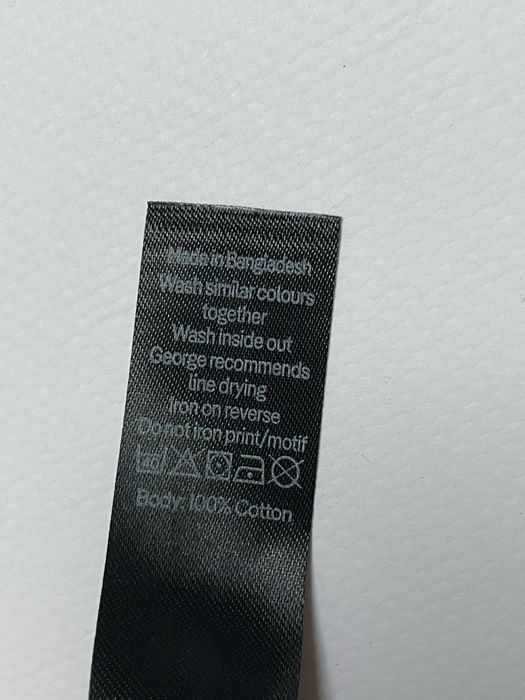 Made in Bangladesh
Wash similar colours
together
Wash inside out
George recommends
line drying
Iron on reverse
Do not iron print/motif
Body: 100% Cotton